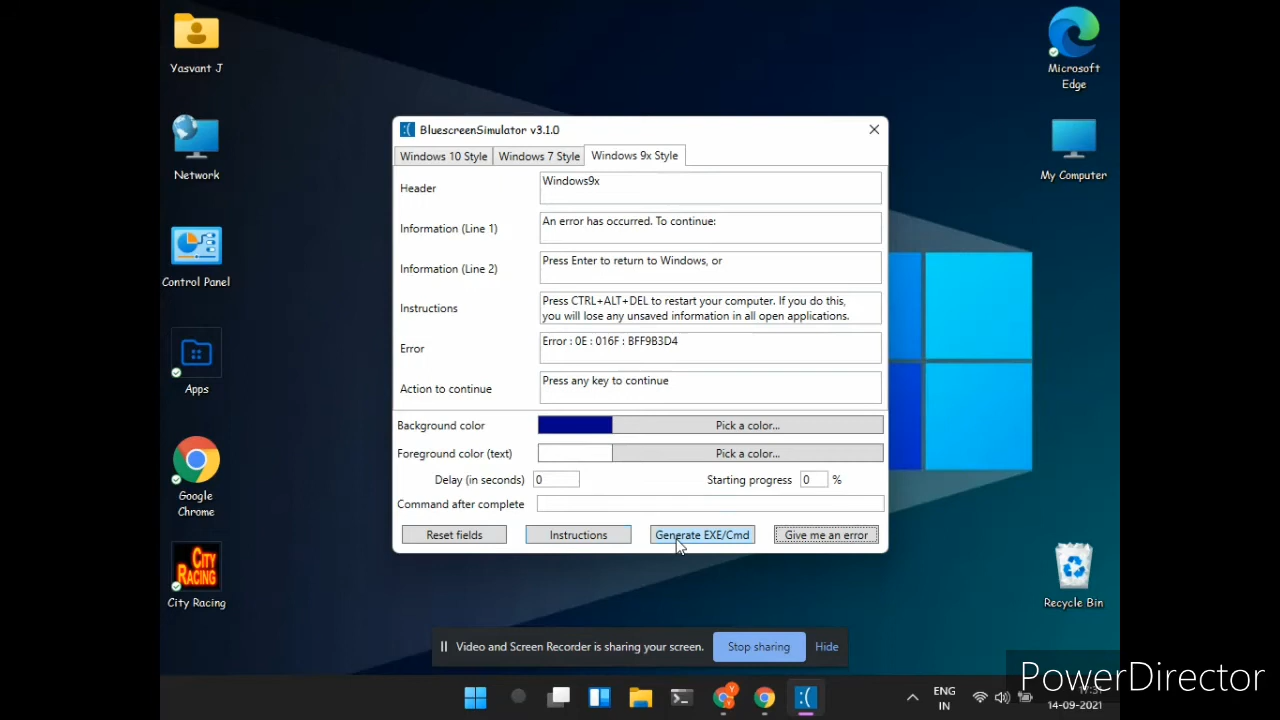 Yasvant J
Network
Control Panel
Apps
Google
Chrome
CITY
RACING
City Racing
Microsoft
Edge
My Computer
Recycle Bin
BluescreenSimulator v3.1.0
Windows 10 Style
Windows 7 Style
Windows 9x Style
Header
Windows9x
Information (Line 1)
An error has occurred. To continue:
Information (Line 2)
Press Enter to return to Windows, or
Instructions
Press CTRL+ALT+DEL to restart your computer. If you do this,
you will lose any unsaved information in all open applications.
Error
Error : 0E : 016F : BFF9B3D4
Action to continue
Press any key to continue
Background color
Pick a color...
Foreground color (text)
Pick a color...
Delay (in seconds)
0
Starting progress
0
%
Command after complete
Reset fields
Instructions
Generate EXE/Cmd
Give me an error
Video and Screen Recorder is sharing your screen.
Stop sharing
Hide
ENG
IN
17:31
14-09-2021
PowerDirector